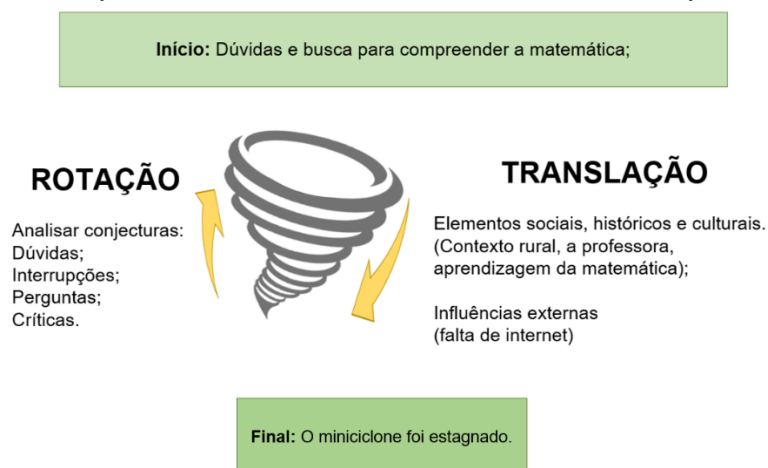 Início: Dúvidas e busca para compreender a matemática;
ROTAÇÃO
Analisar conjecturas:
Dúvidas;
Interrupções;
Perguntas;
Críticas.
TRANSLAÇÃO
Elementos sociais, históricos e culturais.
(Contexto rural, a professora,
aprendizagem da matemática);
Influências externas
(falta de internet)
Final: O miniciclone foi estagnado.